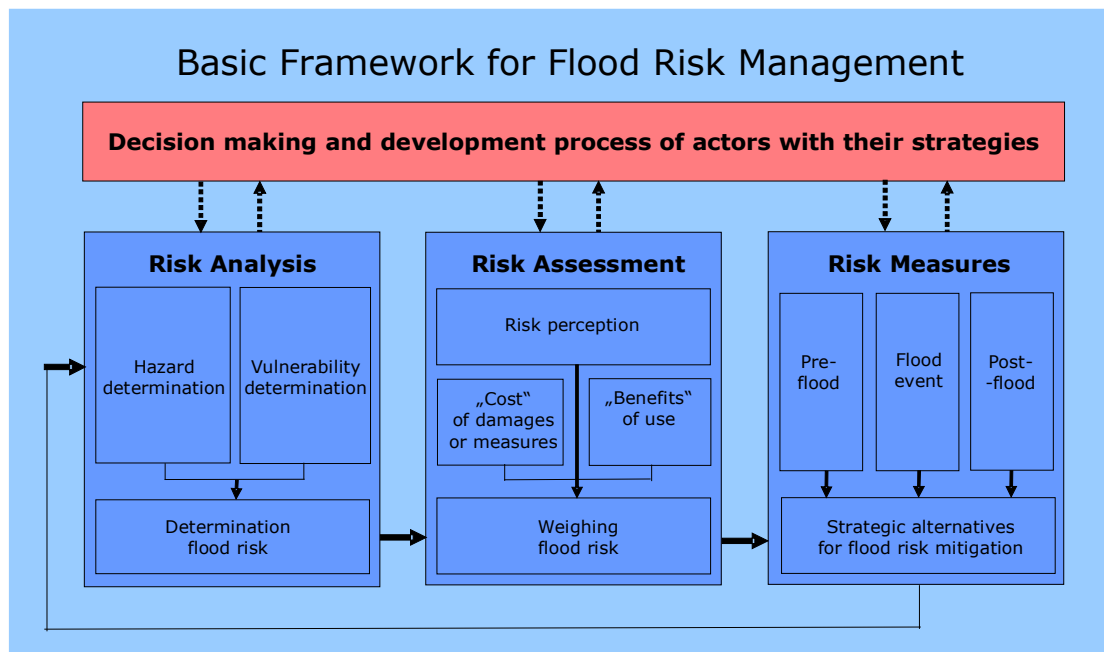 Basic Framework for Flood Risk Management
Decision making and development process of actors with their strategies
Risk Analysis
Hazard
determination
Vulnerability
determination
Determination
flood risk
Risk Assessment
Risk perception
„Cost“
of damages
or measures
„Benefits“
of use
Weighing
flood risk
Risk Measures
Pre-
flood
Flood
event
Post-
-flood
Strategic alternatives
for flood risk mitigation